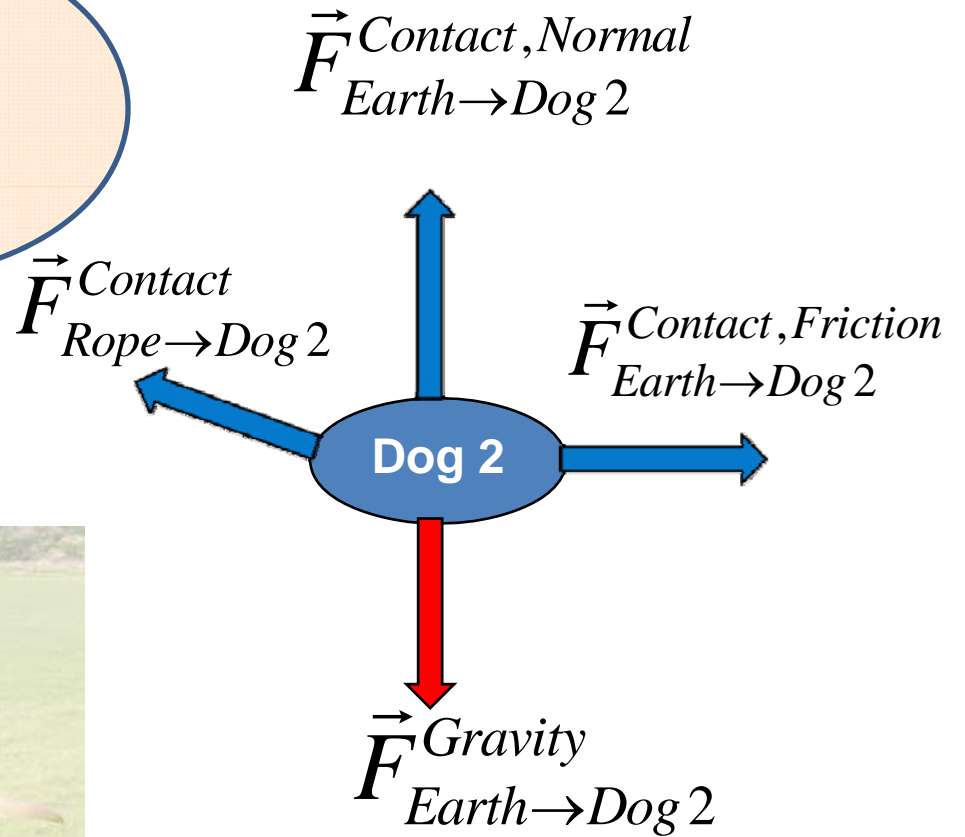 F⃗ Contact, Normal
Earth→Dog 2
F⃗ Contact
Rope→Dog 2
F⃗ Contact, Friction
Earth→Dog 2
Dog 2
F⃗ Gravity
Earth→Dog 2